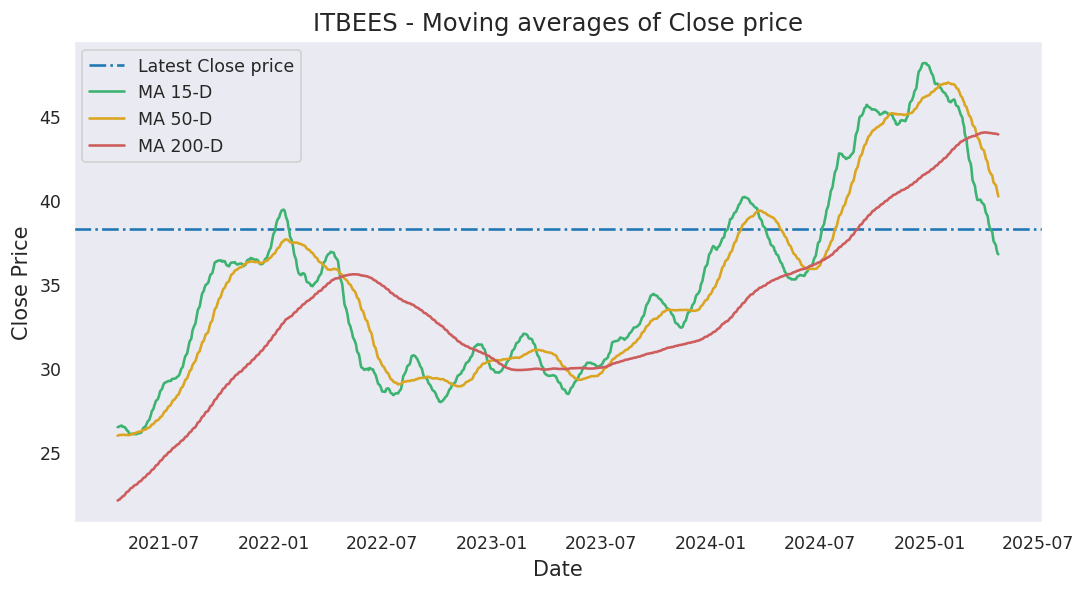 ITBEES - Moving averages of Close price
Latest Close price
MA 15-D
MA 50-D
MA 200-D
Close Price
45
40
35
30
25
2021-07
2022-01
2022-07
2023-01
2023-07
2024-01
2024-07
2025-01
2025-07
Date